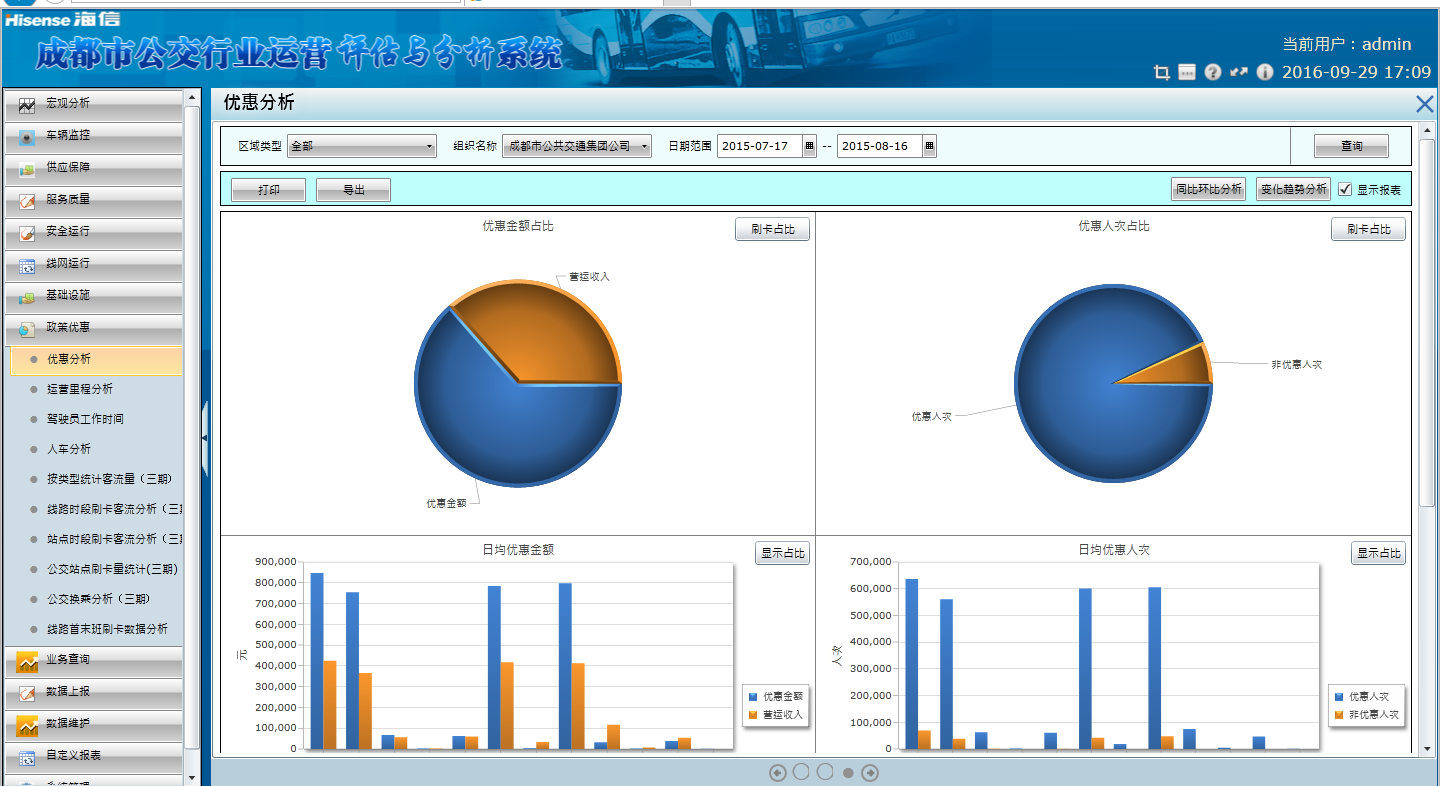 Hisense 海信
成都市公交行业运营评估与分析系统
当前用户：admin
2016-09-29 17:09
宏观分析
车辆监控
供应保障
服务质量
安全运行
线网运行
基础设施
政策优惠
优惠分析
运营里程分析
驾驶员工作时间
人车分析
按类型统计客流量（三期）
线路时段刷卡客流分析（三
站点时段刷卡客流分析（三
公交站点刷卡量统计(三期)
公交换乘分析（三期）
线路首末班刷卡数据分析
业务查询
数据上报
数据维护
自定义报表
优惠分析
区域类型 全部 组织名称 成都市公共交通集团公司 日期范围 2015-07-17 -- 2015-08-16 查询
打印 导出 同比环比分析 变化趋势分析 显示报表
优惠金额占比
刷卡占比
营运收入
优惠金额
优惠人次占比
刷卡占比
非优惠人次
优惠人次
日均优惠金额
显示占比
900,000
800,000
700,000
600,000
500,000
400,000
300,000
200,000
100,000
0
元
优惠金额
营运收入
日均优惠人次
显示占比
700,000
600,000
500,000
400,000
300,000
200,000
100,000
0
人次
优惠人次
非优惠人次